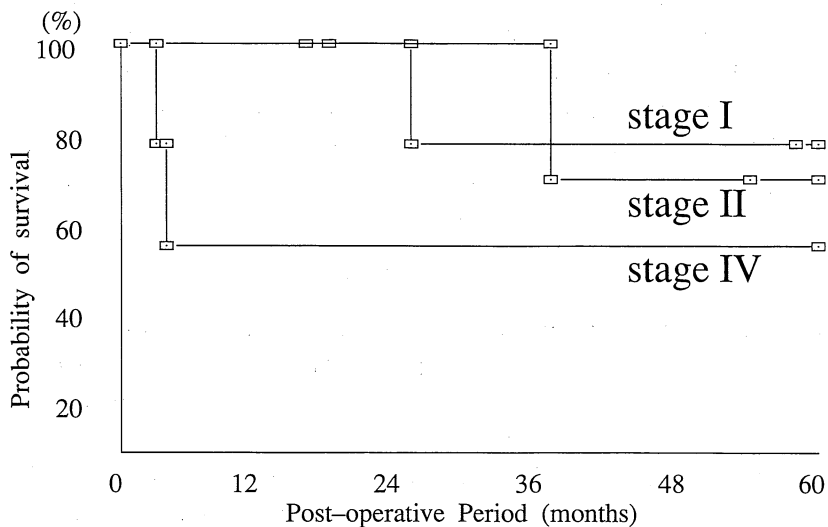 (%)
100
80
60
40
20
Probability of survival
stage I
stage II
stage IV
0 12 24 36 48 60
Post-operative Period (months)